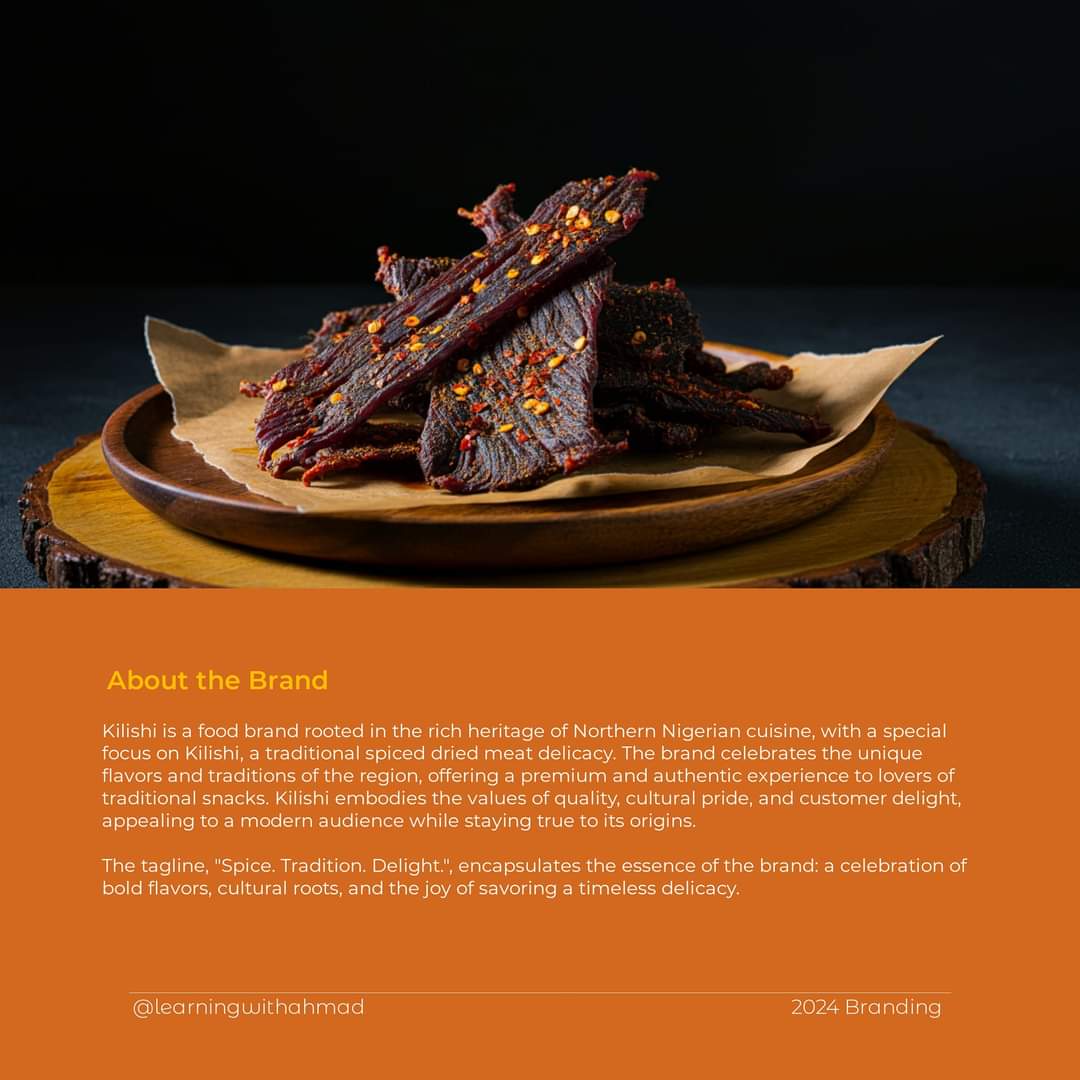 About the Brand
Kilishi is a food brand rooted in the rich heritage of Northern Nigerian cuisine, with a special
focus on Kilishi, a traditional spiced dried meat delicacy. The brand celebrates the unique
flavors and traditions of the region, offering a premium and authentic experience to lovers of
traditional snacks. Kilishi embodies the values of quality, cultural pride, and customer delight,
appealing to a modern audience while staying true to its origins.
The tagline, "Spice. Tradition. Delight.", encapsulates the essence of the brand: a celebration of
bold flavors, cultural roots, and the joy of savoring a timeless delicacy.
@learningwithahmad
2024 Branding